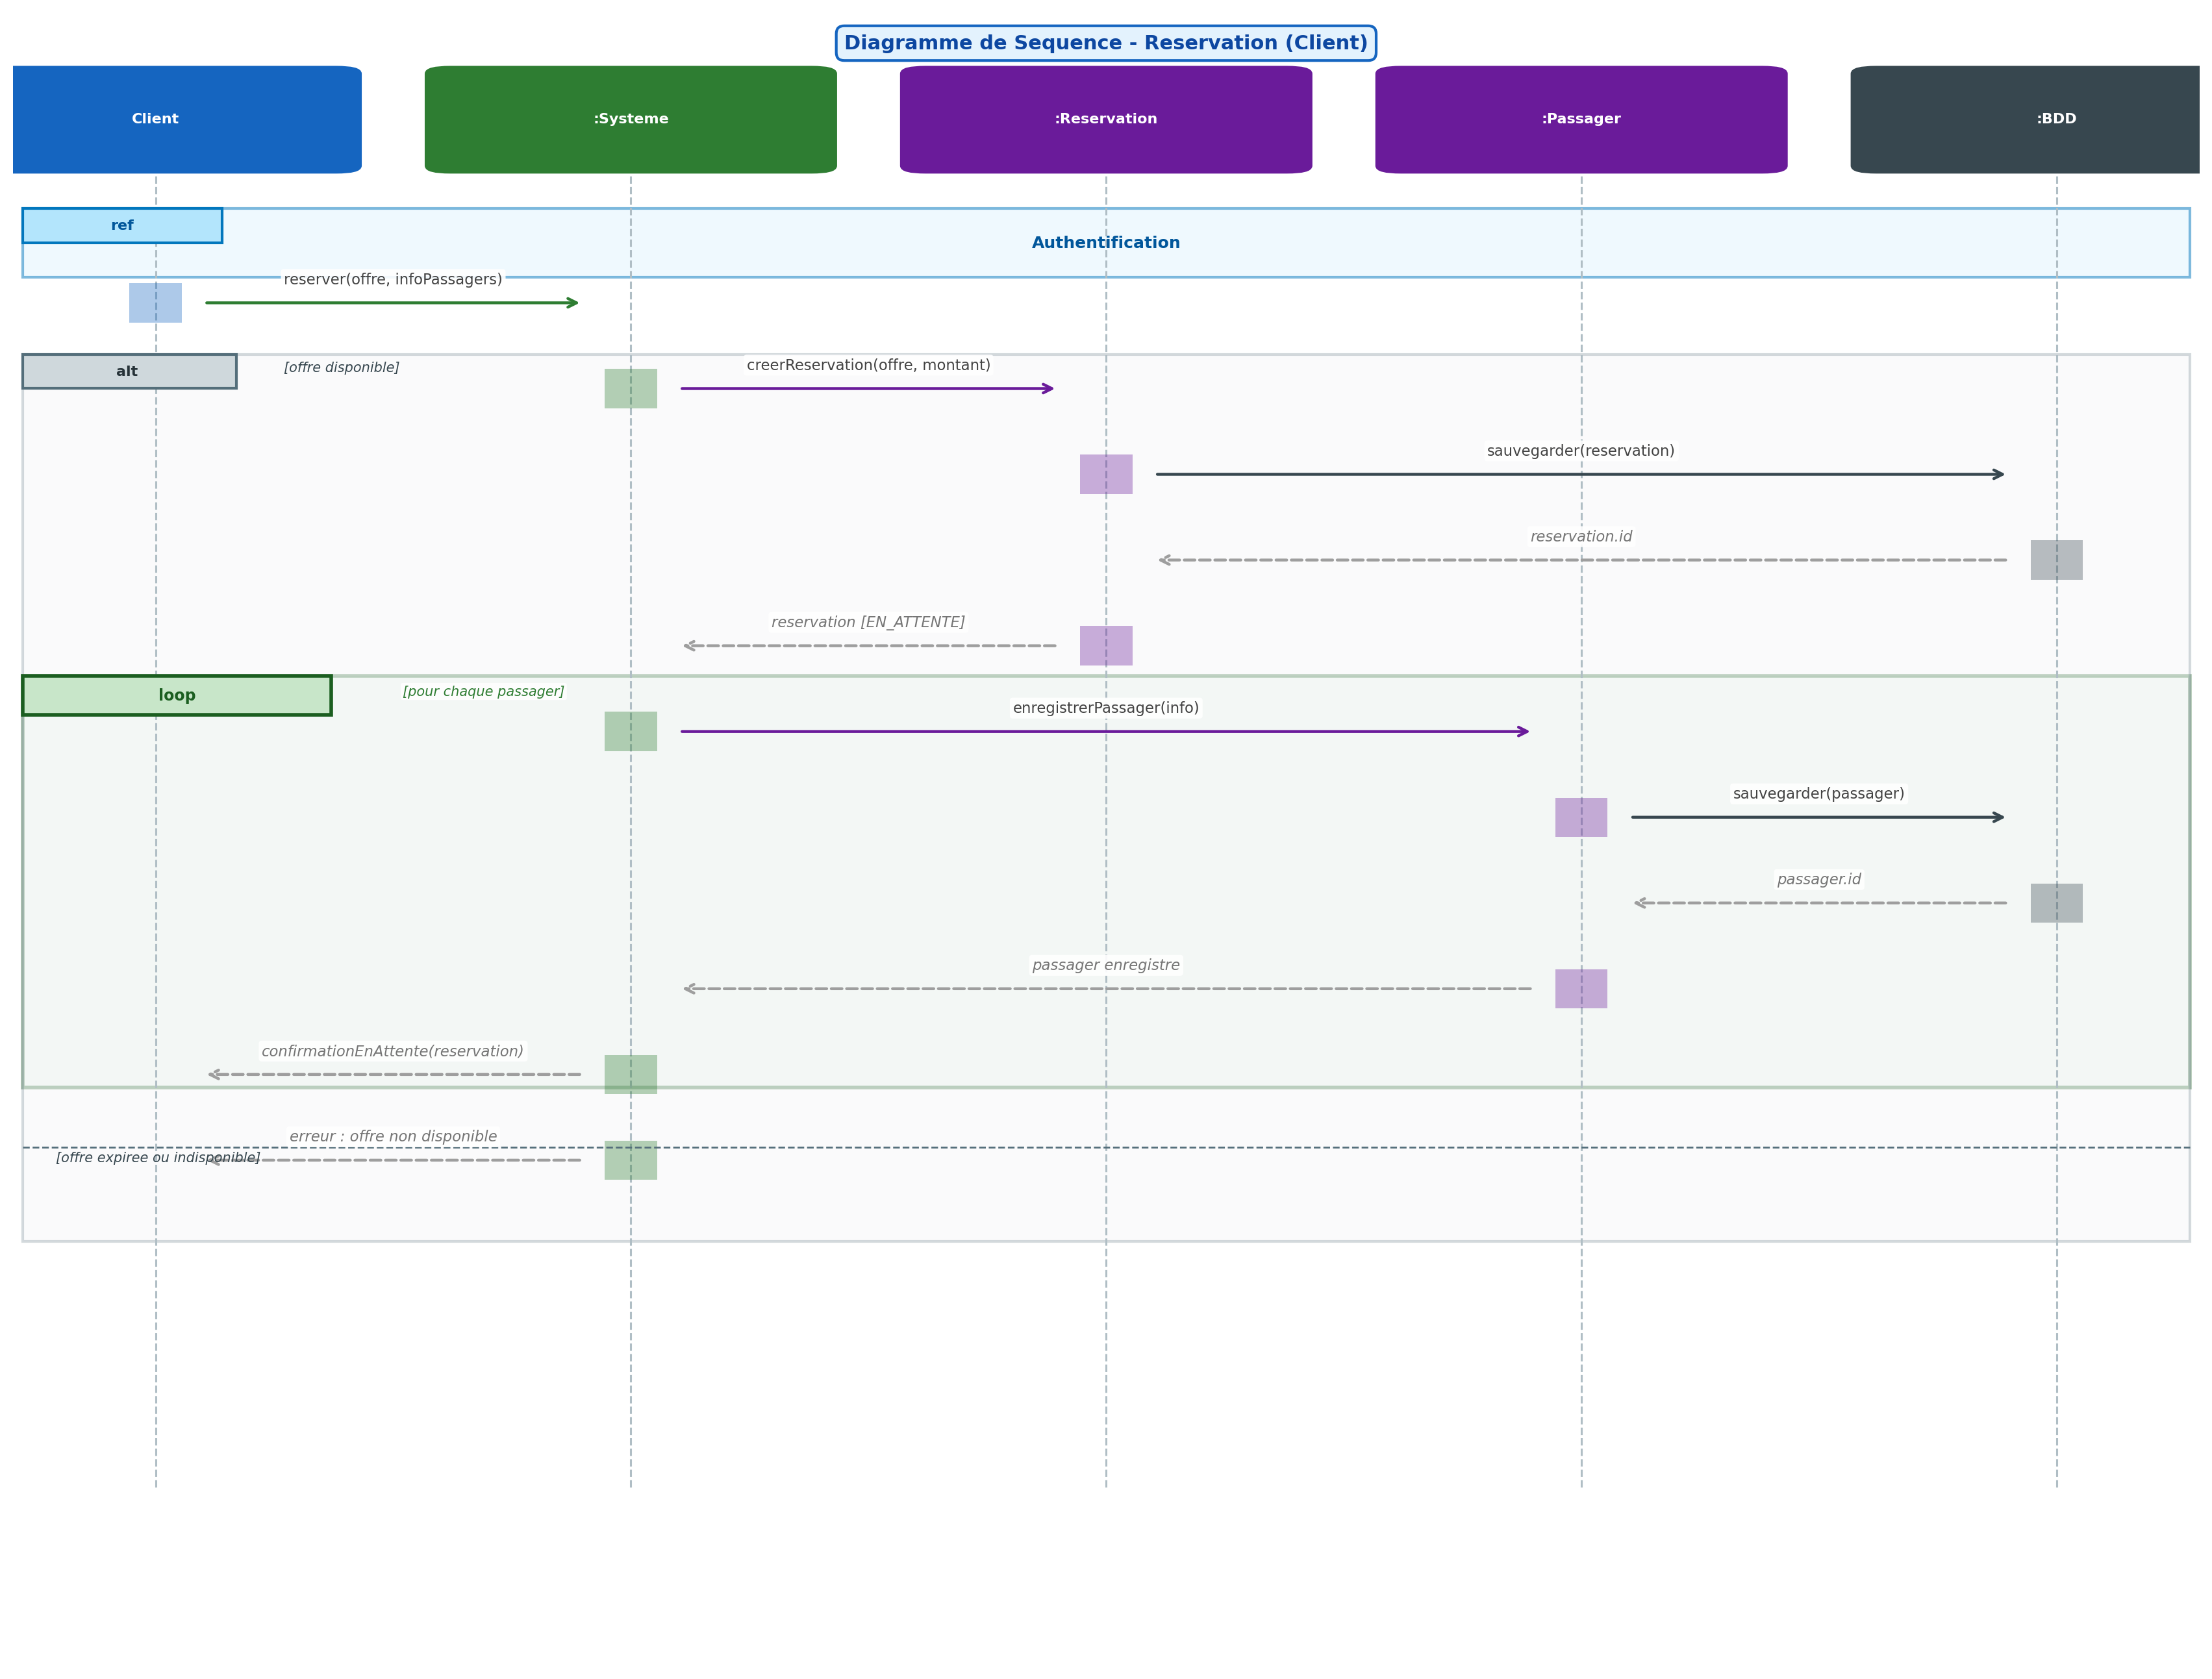 Diagramme de Sequence - Reservation (Client)
Client
:Systeme
:Reservation
:Passager
:BDD
ref
Authentification
reserver(offre, infoPassagers)
alt
[offre disponible]
creerReservation(offre, montant)
sauvegarder(reservation)
reservation.id
reservation [EN_ATTENTE]
loop
[pour chaque passager]
enregistrerPassager(info)
sauvegarder(passager)
passager.id
passager enregistre
confirmationEnAttente(reservation)
erreur : offre non disponible
[offre expiree ou indisponible]